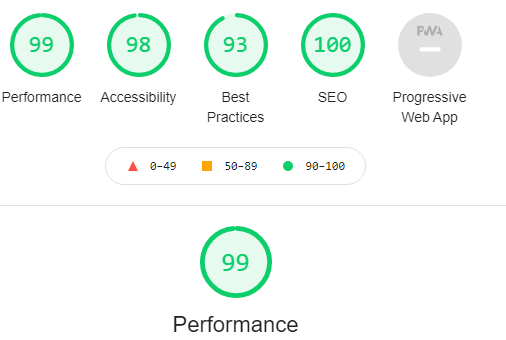 99 98 93 100 PWA
Performance Accessibility Best SEO Progressive
Practices Web App
0–49 50–89 90–100
99
Performance